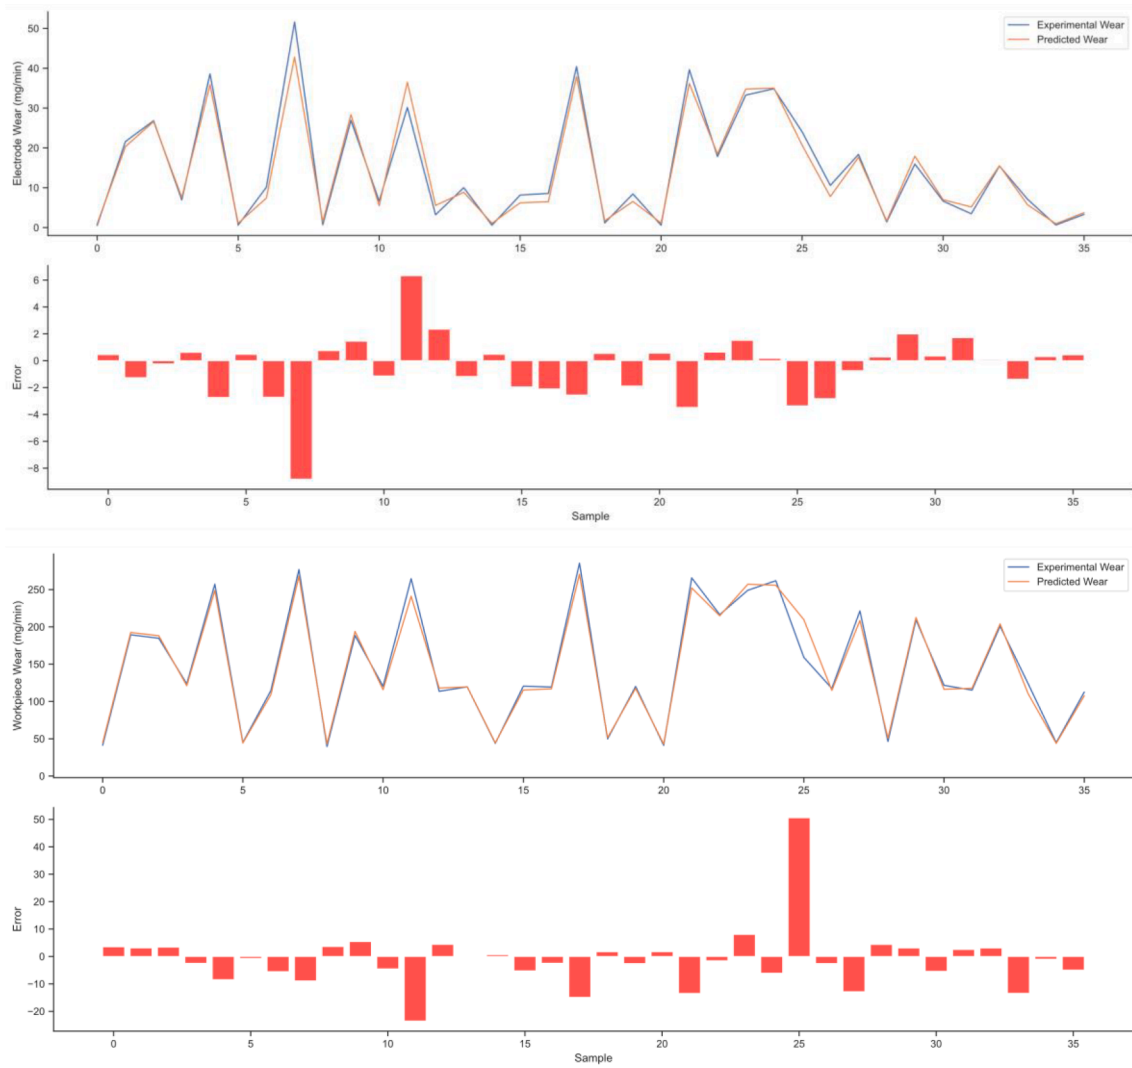 Experimental Wear
Predicted Wear
Electrode Wear (mg/min)
50
40
30
20
10
0
0 5 10 15 20 25 30 35
Error
6
4
2
0
−2
−4
−6
−8
0 5 10 15 20 25 30 35
Sample
Experimental Wear
Predicted Wear
Workpiece Wear (mg/min)
250
200
150
100
50
0
0 5 10 15 20 25 30 35
Error
50
40
30
20
10
0
−10
−20
0 5 10 15 20 25 30 35
Sample